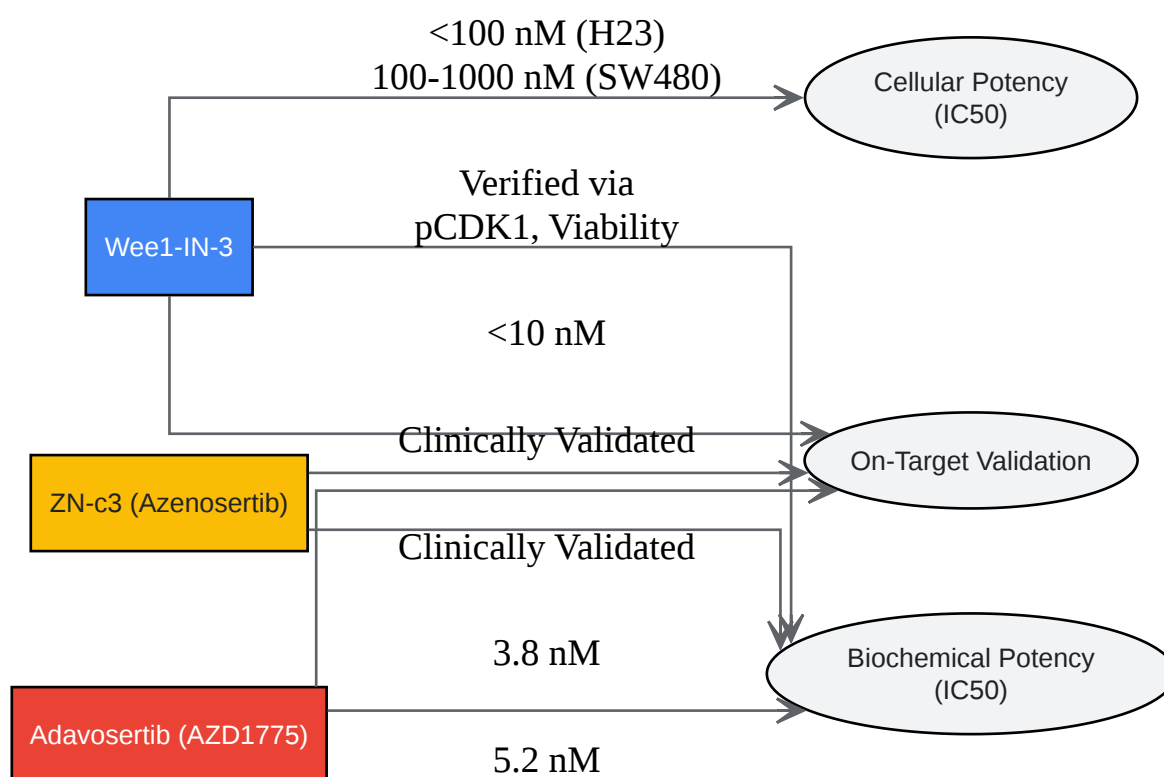 <100 nM (H23)
100-1000 nM (SW480)
Cellular Potency
(IC50)
Verified via
pCDK1, Viability
Wee1-IN-3
<10 nM
Clinically Validated
On-Target Validation
ZN-c3 (Azenosertib)
Clinically Validated
3.8 nM
Biochemical Potency
(IC50)
Adavosertib (AZD1775)
5.2 nM